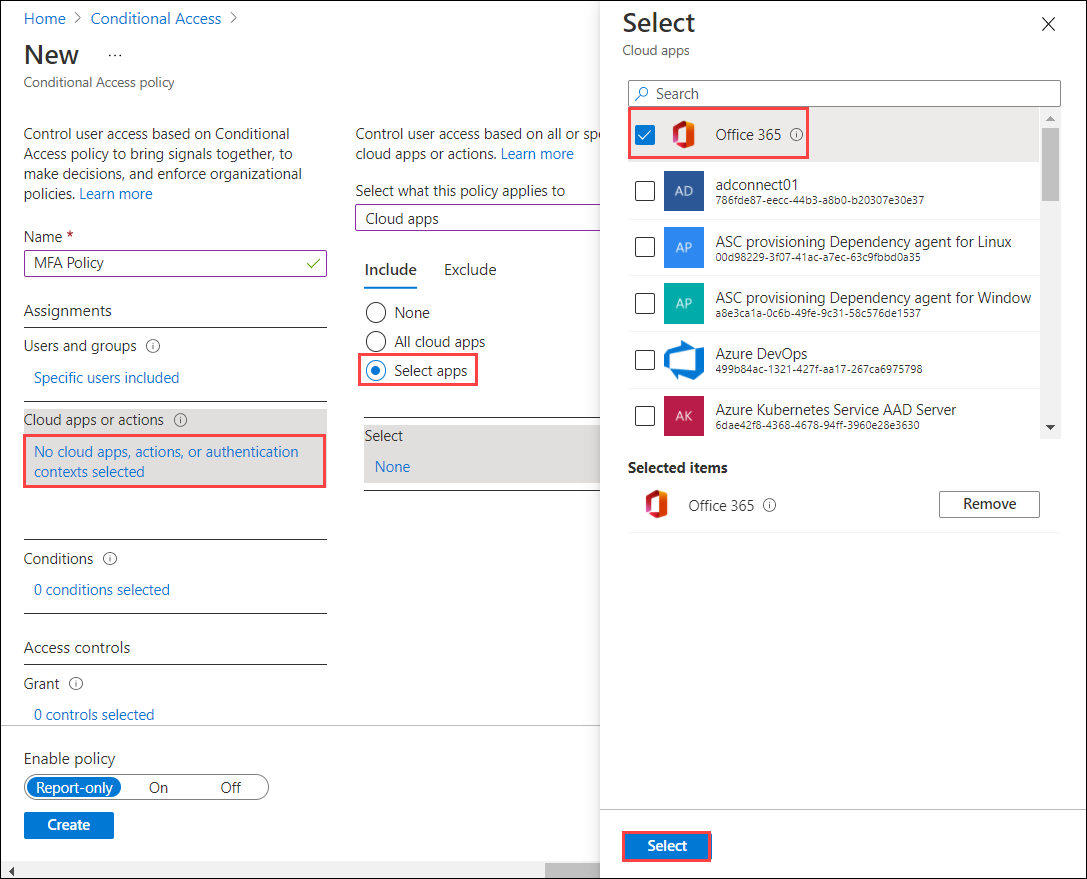 Home > Conditional Access >
New ...
Conditional Access policy
Control user access based on Conditional
Access policy to bring signals together, to
make decisions, and enforce organizational
policies. Learn more
Name *
MFA Policy
Assignments
Users and groups
Specific users included
Cloud apps or actions
No cloud apps, actions, or authentication
contexts selected
Conditions
0 conditions selected
Access controls
Grant
0 controls selected
Enable policy
Report-only On Off
Create
Control user access based on all or spe
cloud apps or actions. Learn more
Select what this policy applies to
Cloud apps
Include Exclude
None
All cloud apps
Select apps
Select
None
Select
Cloud apps
Search
Office 365
AD
adconnect01
786fde87-eecc-44b3-a8b0-b20307e30e37
AP
ASC provisioning Dependency agent for Linux
00d98229-3f07-41ac-a7ec-63c9fbbd0a35
AP
ASC provisioning Dependency agent for Window
a8e3ca1a-0c6b-49fe-9c31-58c576de1537
Azure DevOps
499b84ac-1321-427f-aa17-267ca6975798
AK
Azure Kubernetes Service AAD Server
6dae42f8-4368-4678-94ff-3960e28e3630
Selected items
Office 365
Remove
Select